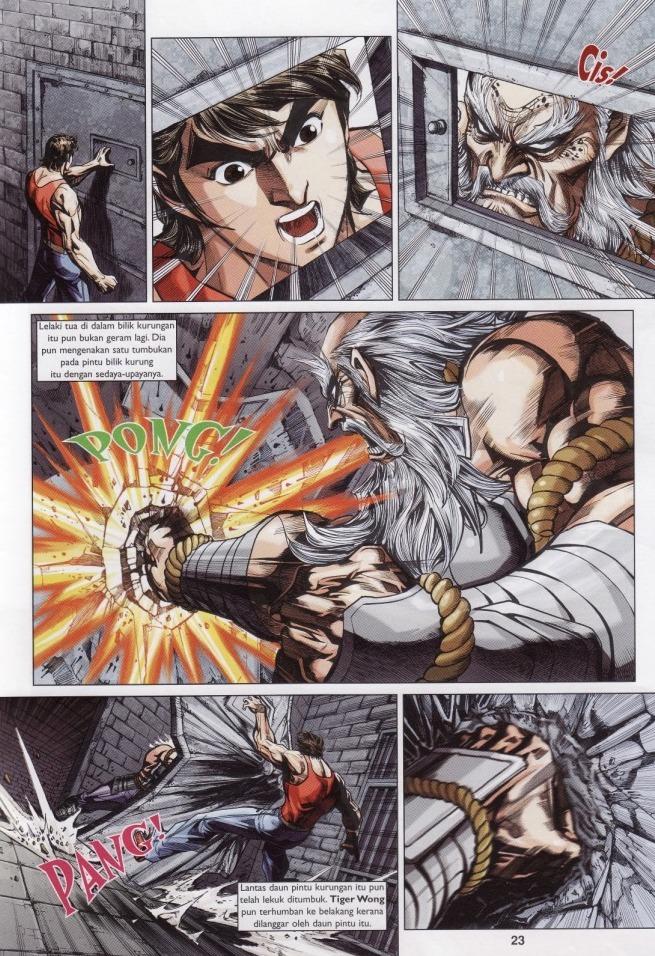 Cis!
Lelaki tua di dalam bilik kurungan
itu pun bukan geram lagi. Dia
pun mengenakan satu tumbukan
pada pintu bilik kurung
itu dengan sedaya-upayanya.
PONG!
PANG!
Lantas daun pintu kurungan itu pun
telah lekuk ditumbuk. Tiger Wong
pun terhumban ke belakang kerana
dilanggar oleh daun pintu itu.
23